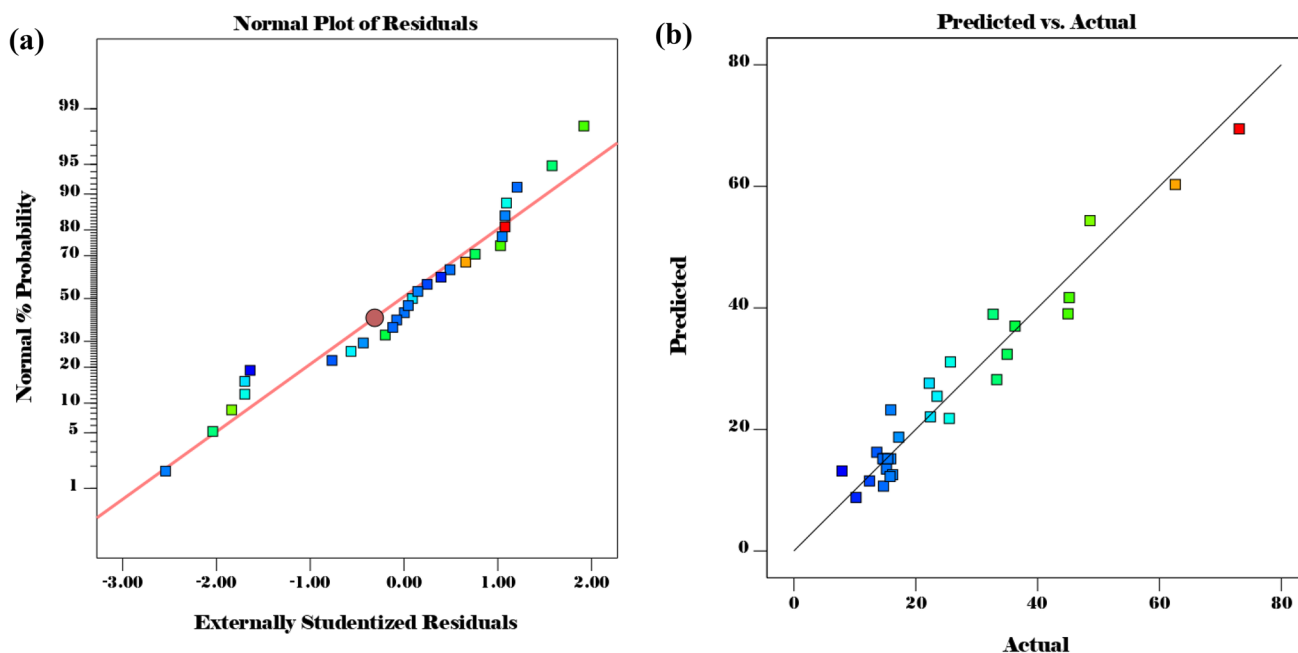 (a)
Normal Plot of Residuals
Normal % Probability
99
95
90
80
70
50
30
20
10
5
1
-3.00 -2.00 -1.00 0.00 1.00 2.00
Externally Studentized Residuals
(b)
Predicted vs. Actual
Predicted
80
60
40
20
0
0 20 40 60 80
Actual